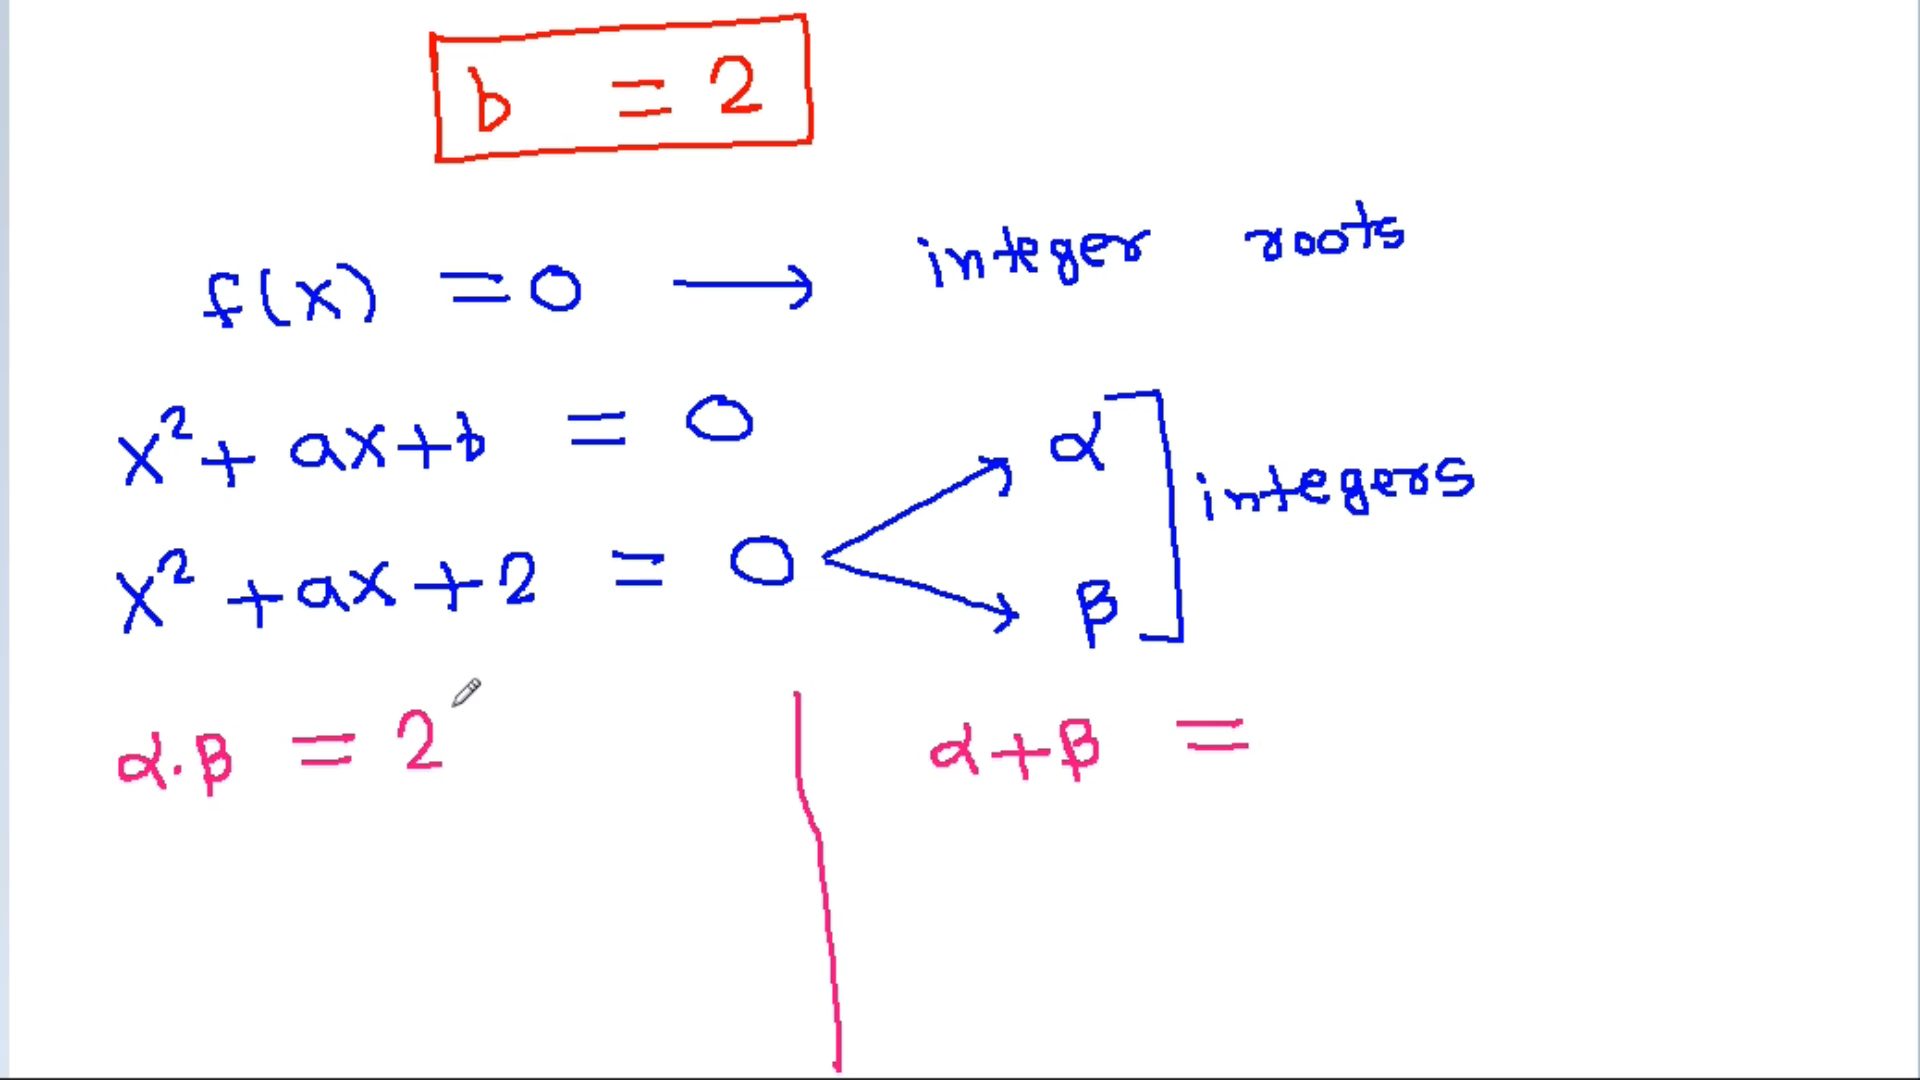 b = 2
f(x) = 0 → integer roots
x² + ax + b = 0
α
integers
x² + ax + 2 = 0
β
α.β = 2
α + β =